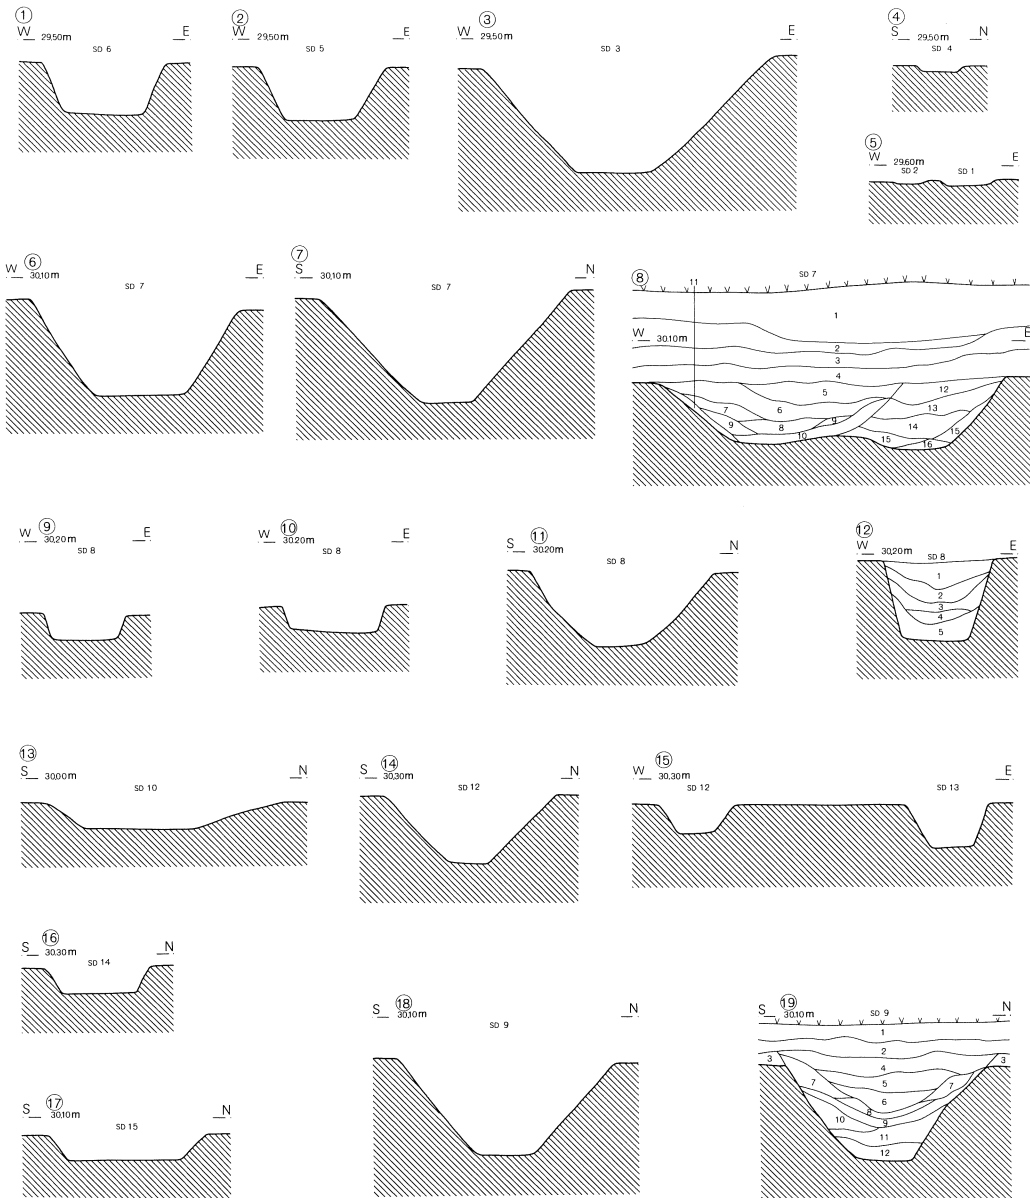 ① ② ③ ④
W 29.50m E W 29.50m E W 29.50m E S 29.50m N
SD 6 SD 5 SD 3 SD 4
⑤
W 29.60m E
SD 2 SD 1
⑥ ⑦ ⑧
W 30.10m E S 30.10m N
SD 7 SD 7 SD 7
11
1
W 30.10m E
2
3
4
5 12
7 6 13
9 8 9 14
10 15 16 15
⑨ ⑩ ⑪ ⑫
W 30.20m E W 30.20m E S 30.20m N W 30.20m E
SD 8 SD 8 SD 8 SD 8
1
2
3
4
5
⑬ ⑭ ⑮
S 30.00m N S 30.30m N W 30.30m E
SD 10 SD 12 SD 12 SD 13
⑯
S 30.30m N
SD 14
⑱ ⑲
S 30.10m N S 30.10m N
SD 9 SD 9
1
2
3 4 3
7 5 7
6
8
10 9
11
12
⑰
S 30.10m N
SD 15